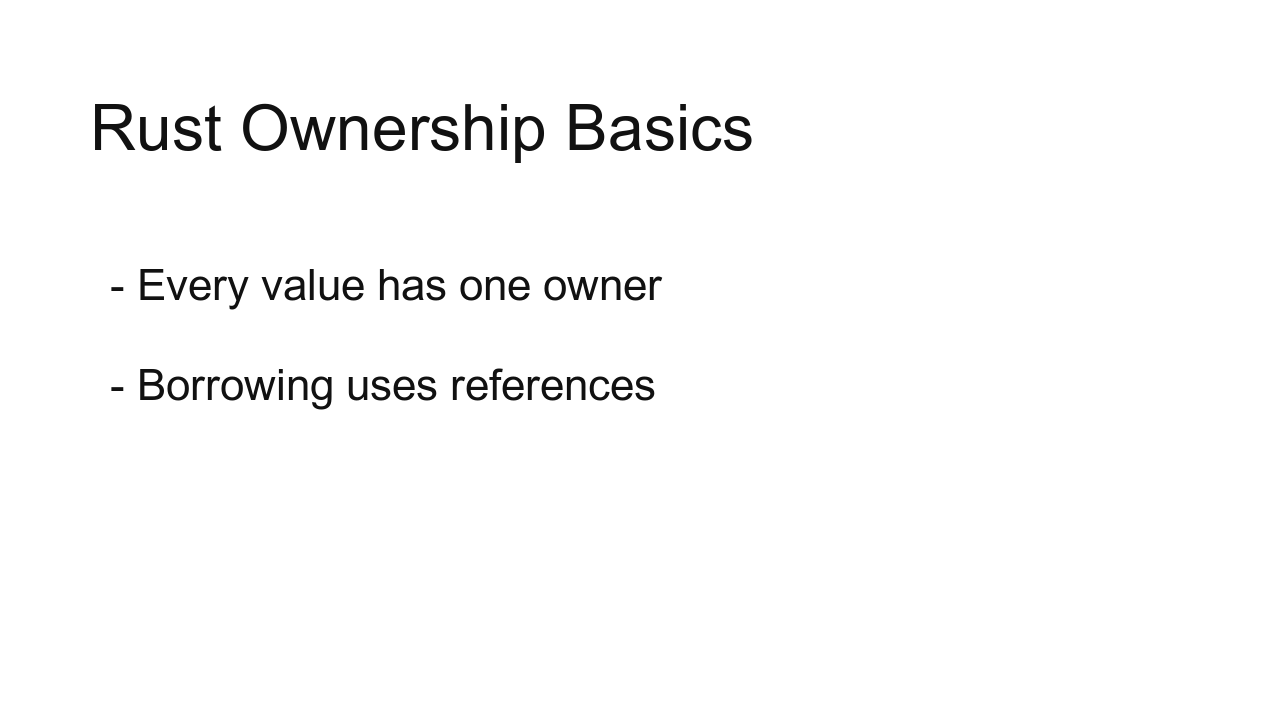 Rust Ownership Basics
- Every value has one owner
- Borrowing uses references